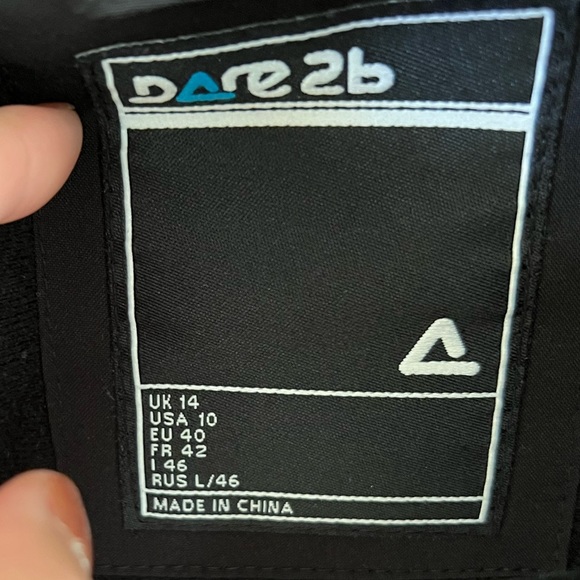 Dare2b
UK 14
USA 10
EU 40
FR 42
I 46
RUS L/46
MADE IN CHINA